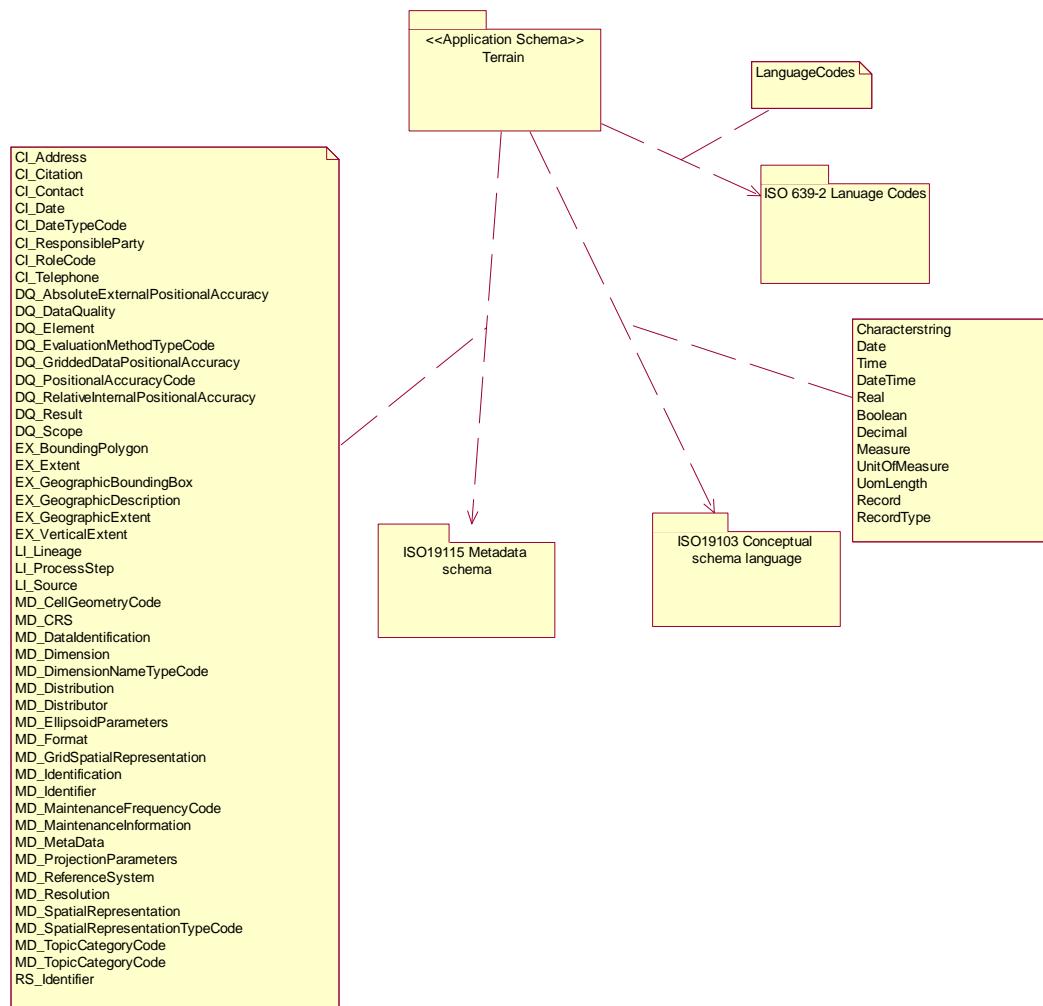 <<Application Schema>>
Terrain
LanguageCodes
ISO 639-2 Lanuage Codes
CI_Address
CI_Citation
CI_Contact
CI_Date
CI_DateTypeCode
CI_ResponsibleParty
CI_RoleCode
CI_Telephone
DQ_AbsoluteExternalPositionalAccuracy
DQ_DataQuality
DQ_Element
DQ_EvaluationMethodTypeCode
DQ_GriddedDataPositionalAccuracy
DQ_PositionalAccuracyCode
DQ_RelativeInternalPositionalAccuracy
DQ_Result
DQ_Scope
EX_BoundingPolygon
EX_Extent
EX_GeographicBoundingBox
EX_GeographicDescription
EX_GeographicExtent
EX_VerticalExtent
LI_Lineage
LI_ProcessStep
LI_Source
MD_CellGeometryCode
MD_CRS
MD_DataIdentification
MD_Dimension
MD_DimensionNameTypeCode
MD_Distribution
MD_Distributor
MD_EllipsoidParameters
MD_Format
MD_GridSpatialRepresentation
MD_Identification
MD_Identifier
MD_MaintenanceFrequencyCode
MD_MaintenanceInformation
MD_MetaData
MD_ProjectionParameters
MD_ReferenceSystem
MD_Resolution
MD_SpatialRepresentation
MD_SpatialRepresentationTypeCode
MD_TopicCategoryCode
MD_TopicCategoryCode
RS_Identifier
Characterstring
Date
Time
DateTime
Real
Boolean
Decimal
Measure
UnitOfMeasure
UomLength
Record
RecordType
ISO19115 Metadata
schema
ISO19103 Conceptual
schema language